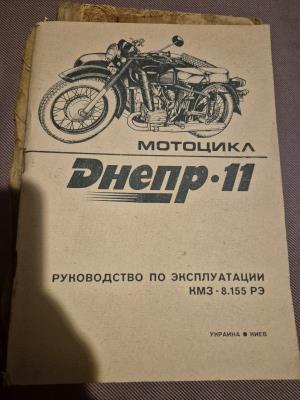 МОТОЦИКЛ
Днепр·11
РУКОВОДСТВО ПО ЭКСПЛУАТАЦИИ
КМЗ-8.155 РЭ
УКРАИНА ● КИЕВ